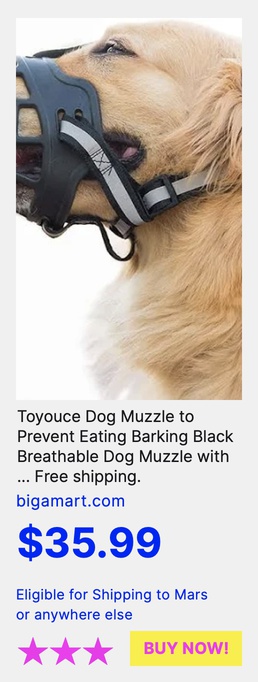 Toyouce Dog Muzzle to
Prevent Eating Barking Black
Breathable Dog Muzzle with
... Free shipping.
bigamart.com
$35.99
Eligible for Shipping to Mars
or anywhere else
BUY NOW!